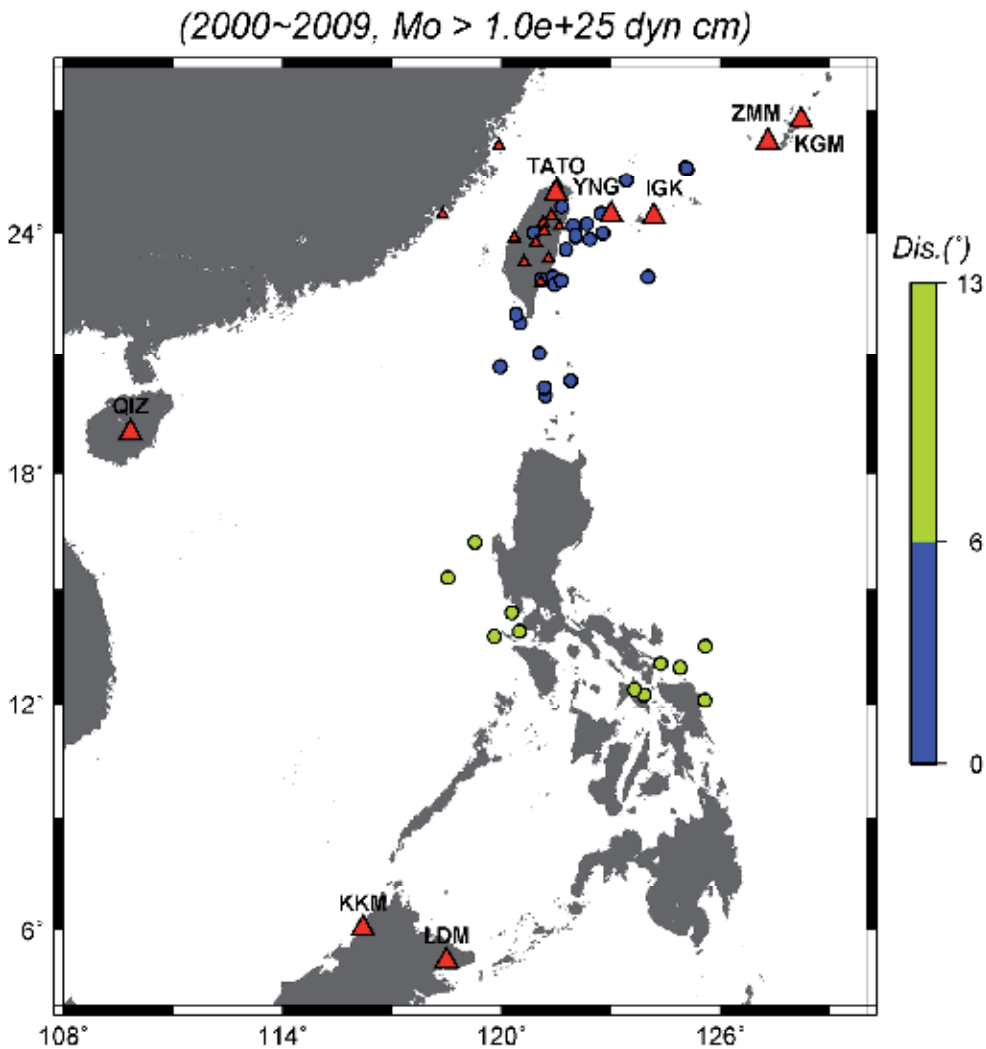 (2000~2009, Mo > 1.0e+25 dyn cm)
ZMM
KGM
TATO
YNG
IGK
24°
Dis.(°)
13
QIZ
18°
6
12°
0
KKM
LDM
6°
108°
114°
120°
126°